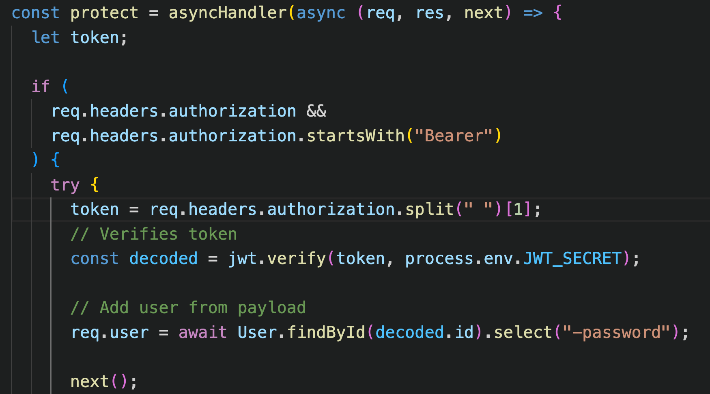 const protect = asyncHandler(async (req, res, next) => {
let token;
if (
req.headers.authorization &&
req.headers.authorization.startsWith("Bearer")
) {
try {
token = req.headers.authorization.split(" ")[1];
// Verifies token
const decoded = jwt.verify(token, process.env.JWT_SECRET);
// Add user from payload
req.user = await User.findById(decoded.id).select("-password");
next();